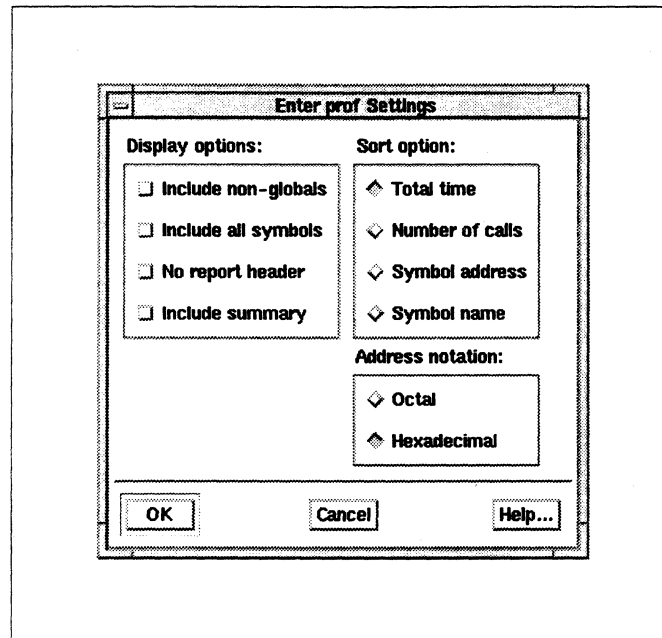 Enter prof Settings
Display options:
Include non-globals
Include all symbols
No report header
Include summary
Sort option:
Total time
Number of calls
Symbol address
Symbol name
Address notation:
Octal
Hexadecimal
OK
Cancel
Help...